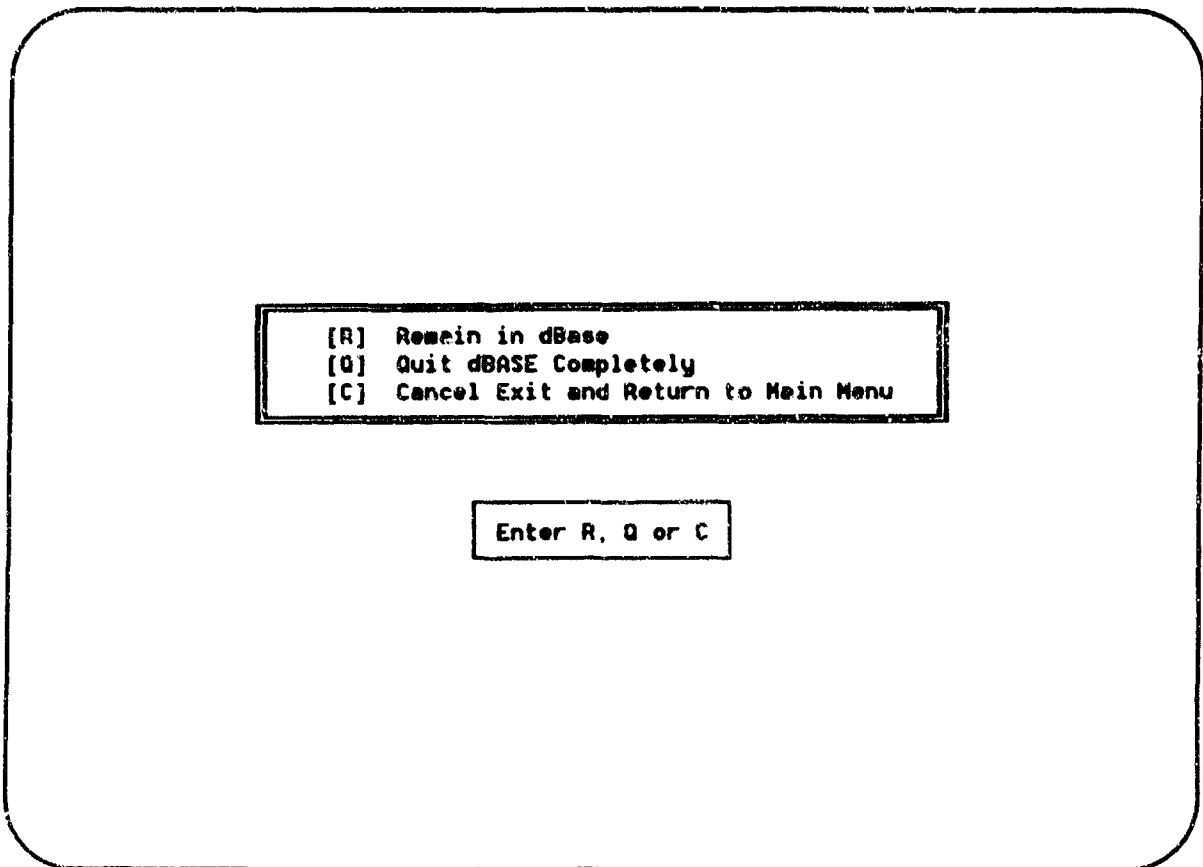 [R] Remain in dBase
[Q] Quit dBASE Completely
[C] Cancel Exit and Return to Main Menu
Enter R, Q or C